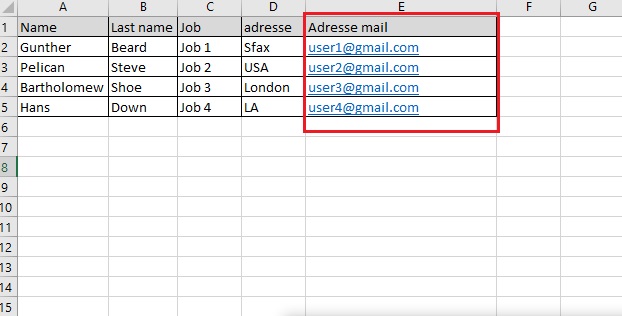 A B C D E F G
1 Name Last name Job adresse Adresse mail
2 Gunther Beard Job 1 Sfax user1@gmail.com
3 Pelican Steve Job 2 USA user2@gmail.com
4 Bartholomew Shoe Job 3 London user3@gmail.com
5 Hans Down Job 4 LA user4@gmail.com
6
7
8
9
10
11
12
13
14
15